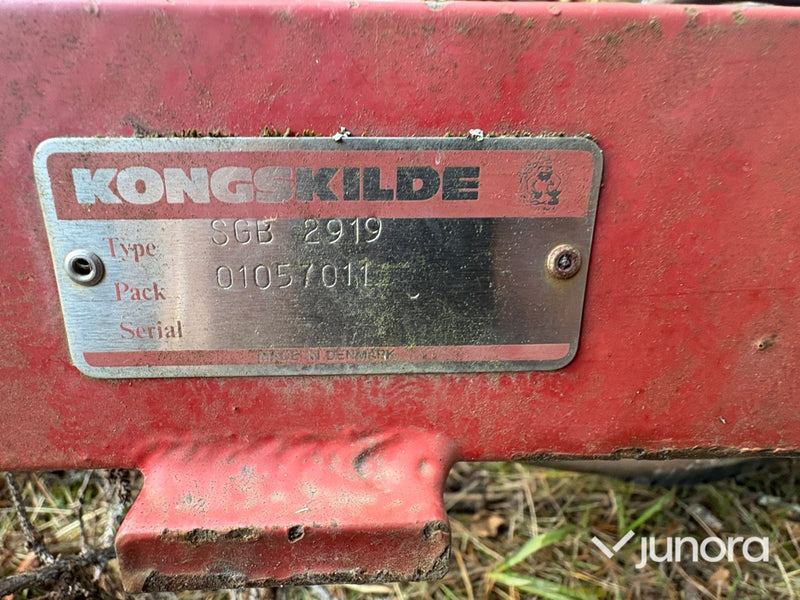 KONGSKILDE
Type SGB 2919
Pack 01057011
Serial
MADE IN DENMARK
junora